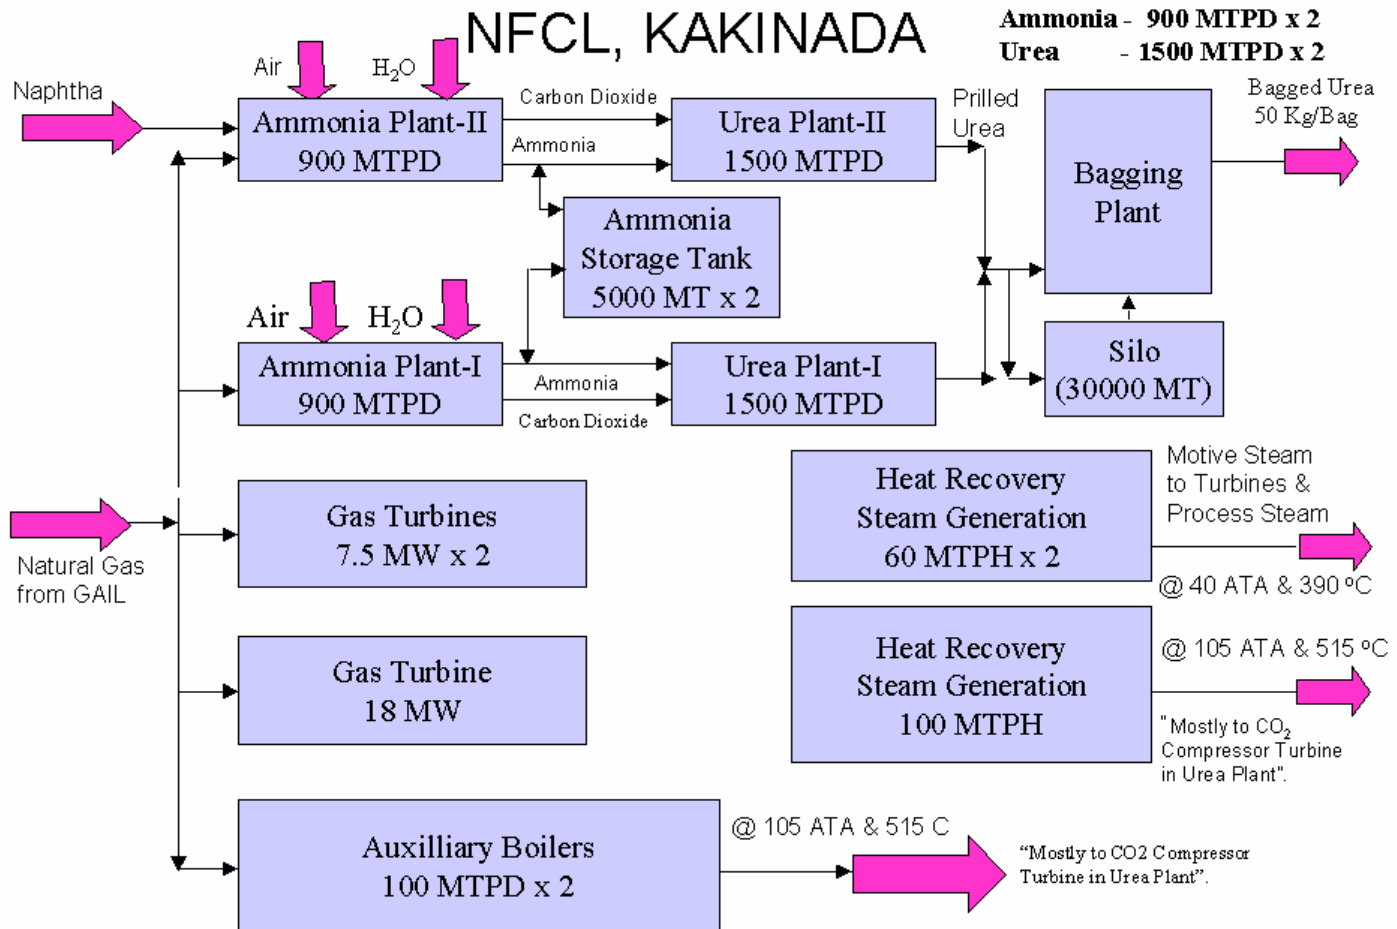 NFCL, KAKINADA
Ammonia - 900 MTPD x 2
Urea - 1500 MTPD x 2
Naphtha
Air
H₂O
Ammonia Plant-II
900 MTPD
Carbon Dioxide
Ammonia
Urea Plant-II
1500 MTPD
Prilled
Urea
Bagging
Plant
Bagged Urea
50 Kg/Bag
Ammonia
Storage Tank
5000 MT x 2
Air
H₂O
Ammonia Plant-I
900 MTPD
Ammonia
Carbon Dioxide
Urea Plant-I
1500 MTPD
Silo
(30000 MT)
Natural Gas
from GAIL
Gas Turbines
7.5 MW x 2
Heat Recovery
Steam Generation
60 MTPH x 2
Motive Steam
to Turbines &
Process Steam
@ 40 ATA & 390 ºC
Gas Turbine
18 MW
Heat Recovery
Steam Generation
100 MTPH
@ 105 ATA & 515 ºC
"Mostly to CO₂
Compressor Turbine
in Urea Plant".
Auxilliary Boilers
100 MTPD x 2
@ 105 ATA & 515 C
“Mostly to CO2 Compressor
Turbine in Urea Plant”.